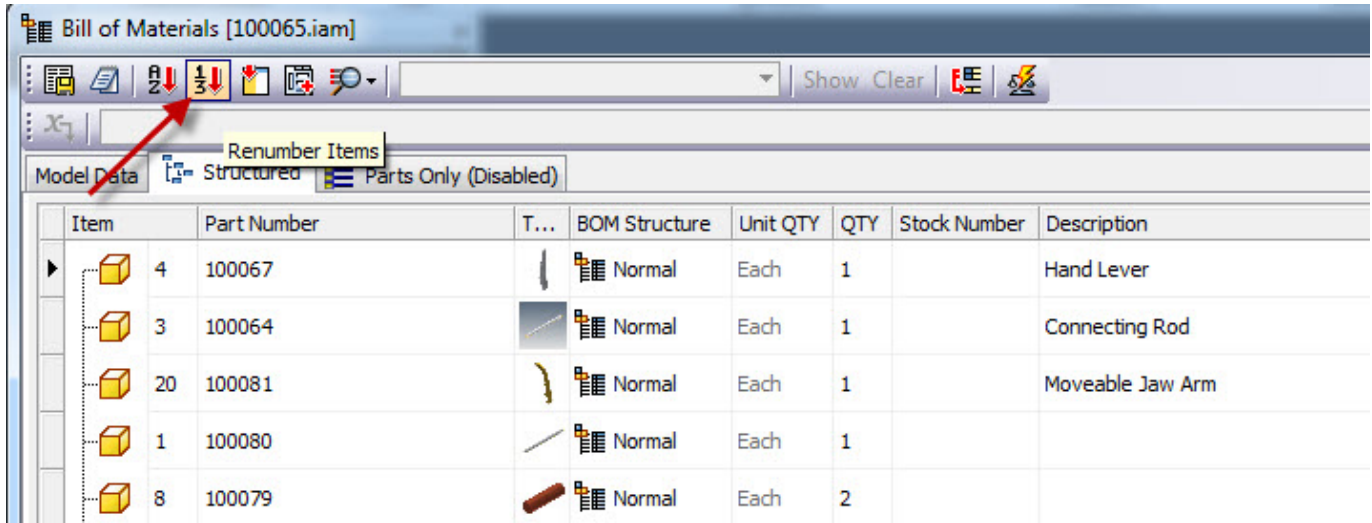 Bill of Materials [100065.iam]
Show Clear
Renumber Items
Model Data Structured Parts Only (Disabled)
Item Part Number T... BOM Structure Unit QTY QTY Stock Number Description
4 100067 Normal Each 1 Hand Lever
3 100064 Normal Each 1 Connecting Rod
20 100081 Normal Each 1 Moveable Jaw Arm
1 100080 Normal Each 1
8 100079 Normal Each 2